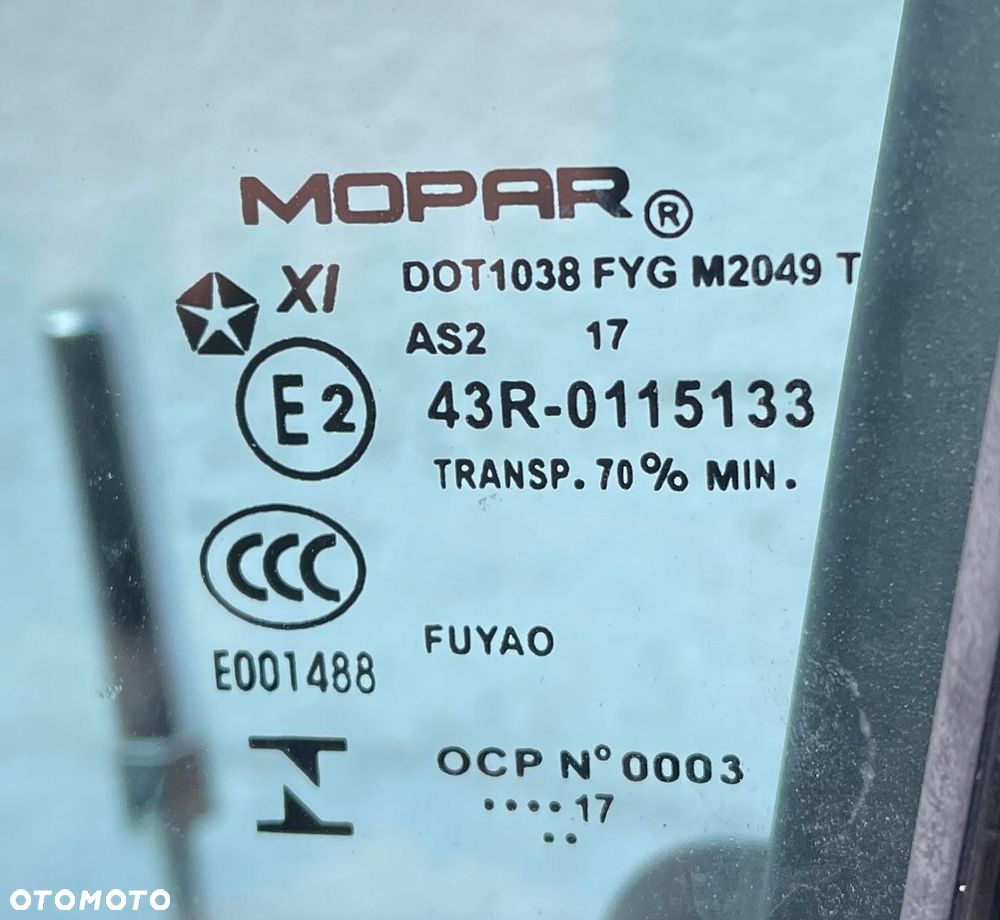 MOPAR®
XI DOT1038 FYG M2049 T
AS2 17
E2 43R-0115133
TRANSP. 70% MIN.
CCC
E001488 FUYAO
OCP Nº 0003
....17
..
OTOMOTO